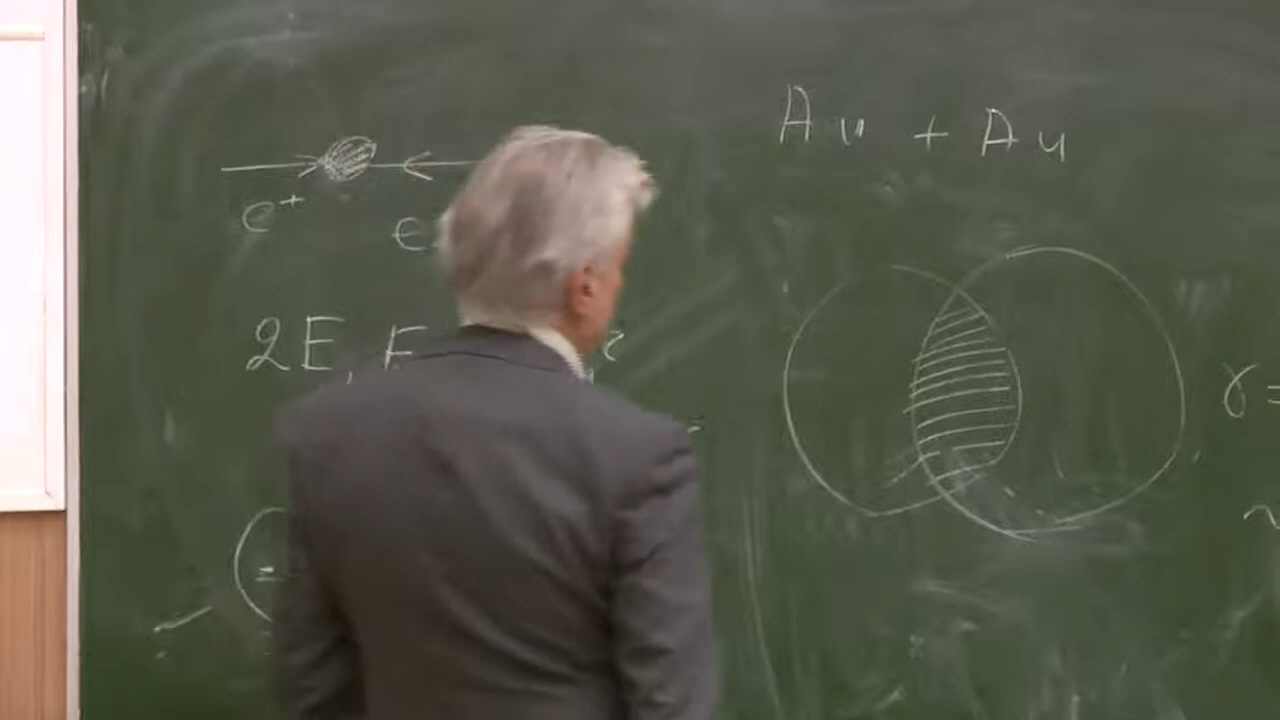 Au + Au
e⁺
e
2E, E
γ =